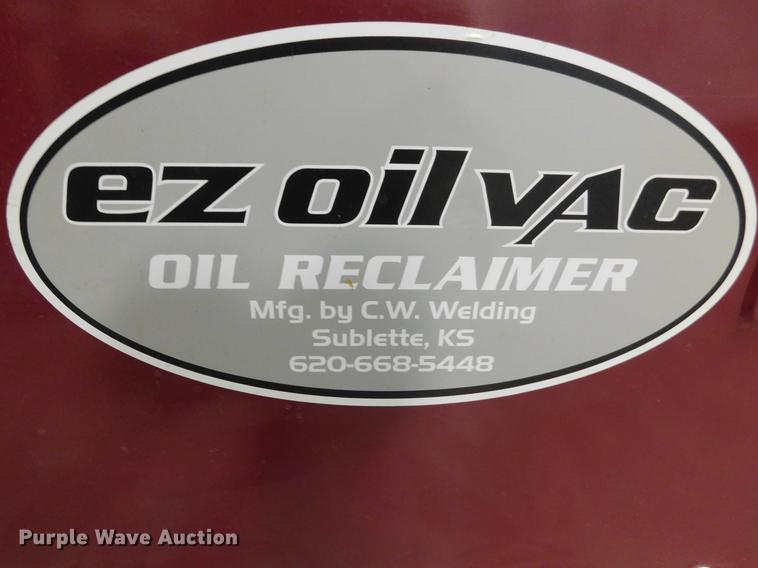 ez oil vac
OIL RECLAIMER
Mfg. by C.W. Welding
Sublette, KS
620-668-5448
Purple Wave Auction